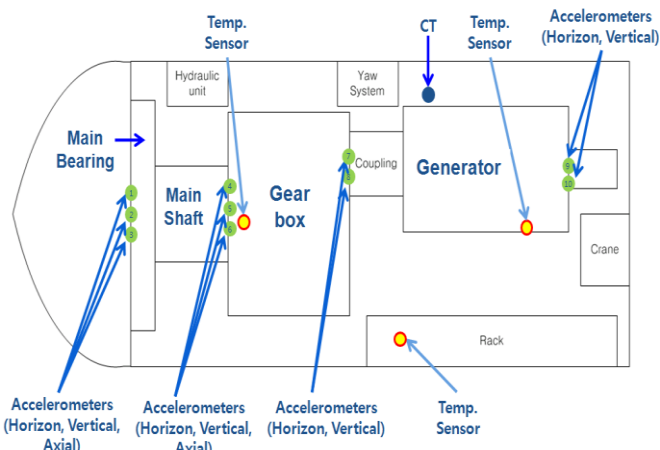 Temp.
Sensor
CT
Temp.
Sensor
Accelerometers
(Horizon, Vertical)
Hydraulic
unit
Yaw
System
Main
Bearing
Main
Shaft
Gear
box
Coupling
Generator
Crane
Rack
1
2
3
4
5
6
7
9
10
Accelerometers
(Horizon, Vertical,
Axial)
Accelerometers
(Horizon, Vertical,
Axial)
Accelerometers
(Horizon, Vertical)
Temp.
Sensor